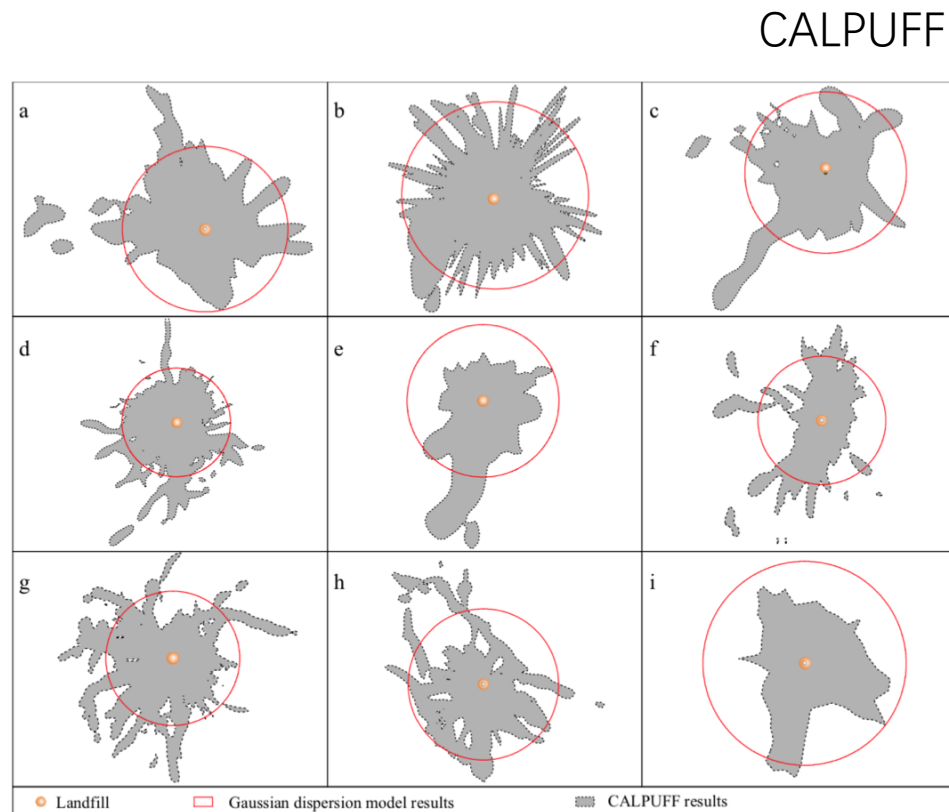 CALPUFF
a
b
c
d
e
f
g
h
i
Landfill
Gaussian dispersion model results
CALPUFF results